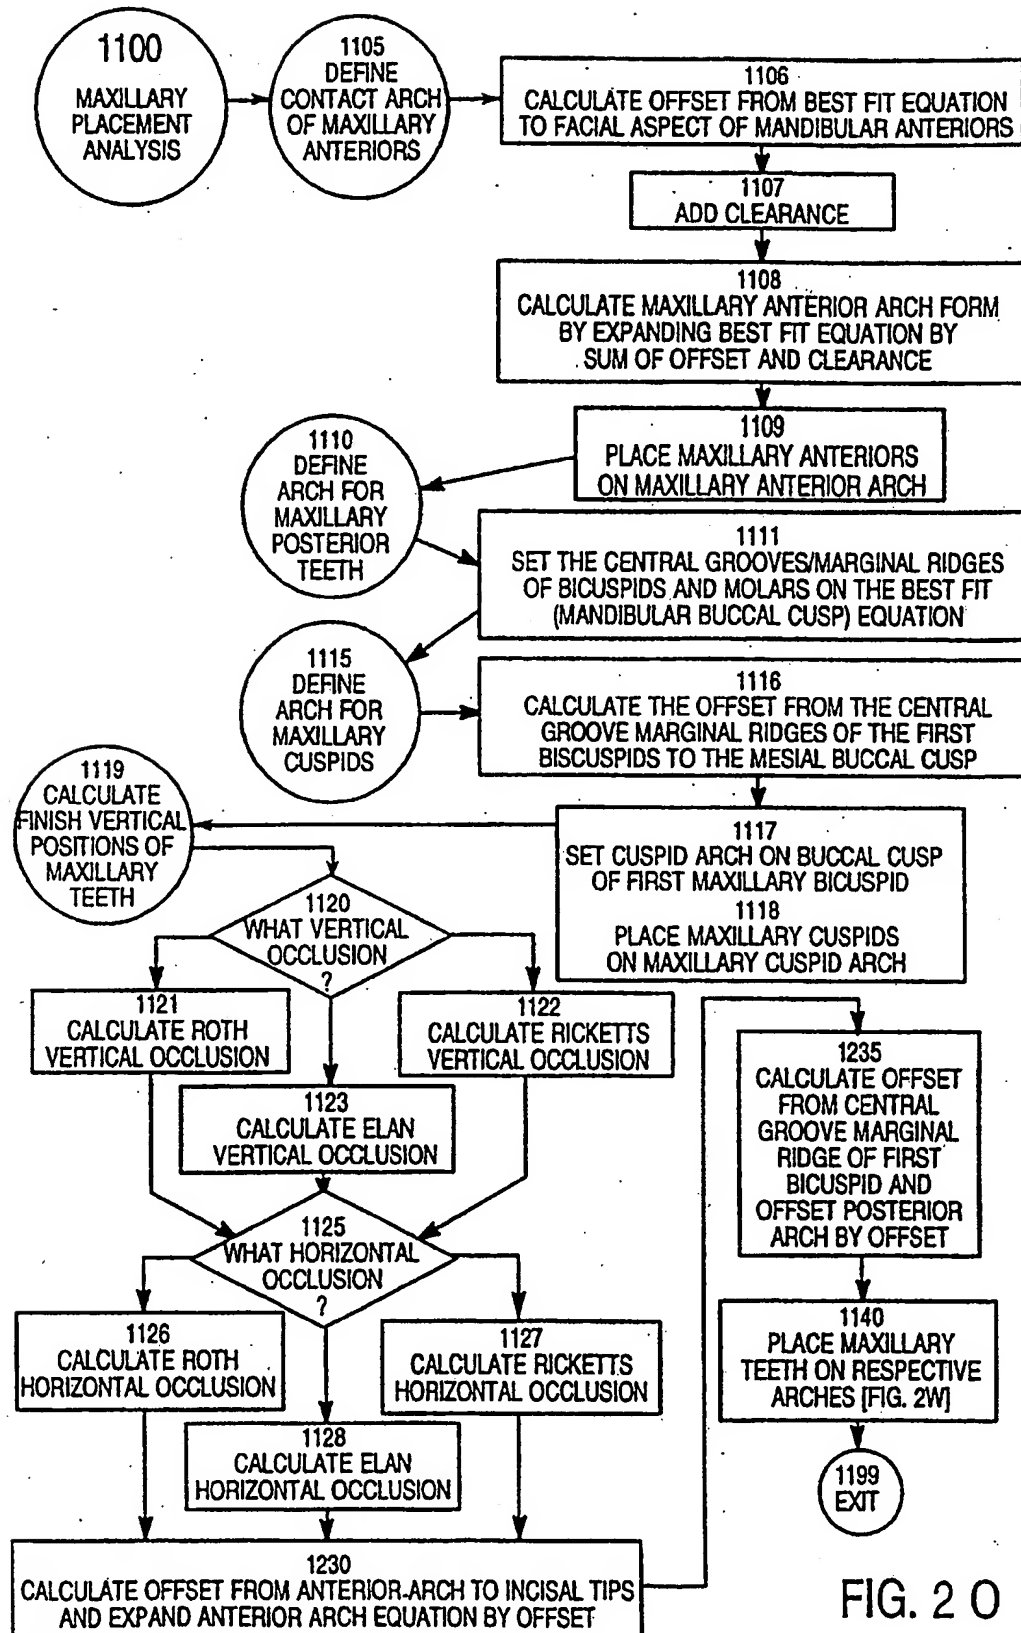 1100
MAXILLARY
PLACEMENT
ANALYSIS
1105
DEFINE
CONTACT ARCH
OF MAXILLARY
ANTERIORS
1106
CALCULATE OFFSET FROM BEST FIT EQUATION
TO FACIAL ASPECT OF MANDIBULAR ANTERIORS
1107
ADD CLEARANCE
1108
CALCULATE MAXILLARY ANTERIOR ARCH FORM
BY EXPANDING BEST FIT EQUATION BY
SUM OF OFFSET AND CLEARANCE
1109
PLACE MAXILLARY ANTERIORS
ON MAXILLARY ANTERIOR ARCH
1110
DEFINE
ARCH FOR
MAXILLARY
POSTERIOR
TEETH
1111
SET THE CENTRAL GROOVES/MARGINAL RIDGES
OF BICUSPIDS AND MOLARS ON THE BEST FIT
(MANDIBULAR BUCCAL CUSP) EQUATION
1115
DEFINE
ARCH FOR
MAXILLARY
CUSPIDS
1116
CALCULATE THE OFFSET FROM THE CENTRAL
GROOVE MARGINAL RIDGES OF THE FIRST
BISCUSPIDS TO THE MESIAL BUCCAL CUSP
1117
SET CUSPID ARCH ON BUCCAL CUSP
OF FIRST MAXILLARY BICUSPID
1118
PLACE MAXILLARY CUSPIDS
ON MAXILLARY CUSPID ARCH
1119
CALCULATE
FINISH VERTICAL
POSITIONS OF
MAXILLARY
TEETH
1120
WHAT VERTICAL
OCCLUSION
?
1121
CALCULATE ROTH
VERTICAL OCCLUSION
1122
CALCULATE RICKETTS
VERTICAL OCCLUSION
1123
CALCULATE ELAN
VERTICAL OCCLUSION
1125
WHAT HORIZONTAL
OCCLUSION
?
1126
CALCULATE ROTH
HORIZONTAL OCCLUSION
1127
CALCULATE RICKETTS
HORIZONTAL OCCLUSION
1128
CALCULATE ELAN
HORIZONTAL OCCLUSION
1230
CALCULATE OFFSET FROM ANTERIOR-ARCH TO INCISAL TIPS
AND EXPAND ANTERIOR ARCH EQUATION BY OFFSET
1235
CALCULATE OFFSET
FROM CENTRAL
GROOVE MARGINAL
RIDGE OF FIRST
BICUSPID AND
OFFSET POSTERIOR
ARCH BY OFFSET
1140
PLACE MAXILLARY
TEETH ON RESPECTIVE
ARCHES [FIG. 2W]
1199
EXIT
FIG. 2 O